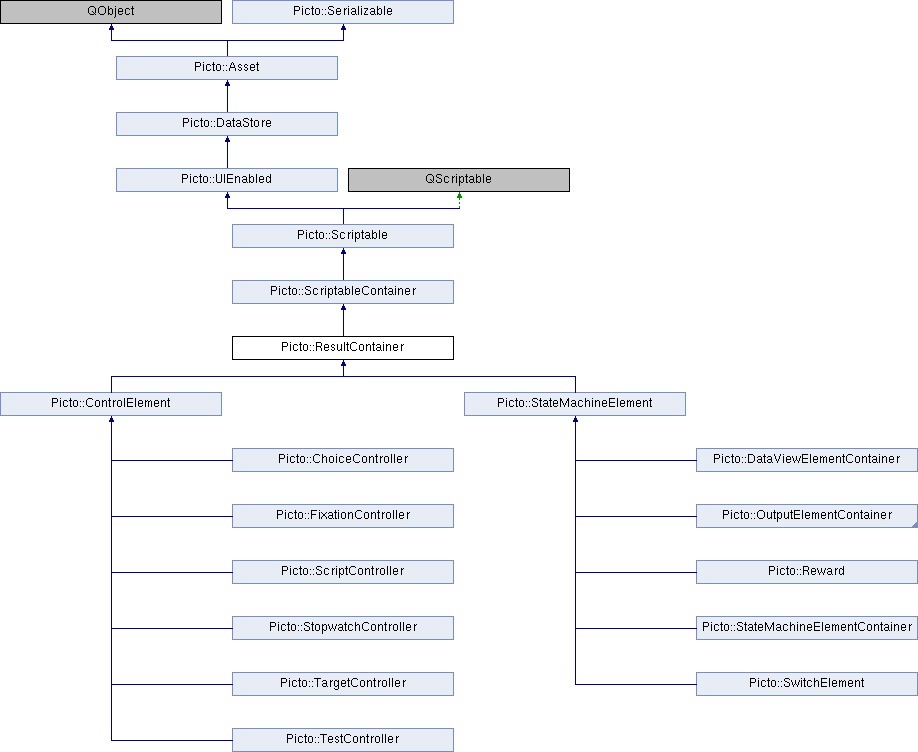 QObject
Picto::Serializable
Picto::Asset
Picto::DataStore
Picto::UIEnabled
QScriptable
Picto::Scriptable
Picto::ScriptableContainer
Picto::ResultContainer
Picto::ControlElement
Picto::StateMachineElement
Picto::ChoiceController
Picto::DataViewElementContainer
Picto::FixationController
Picto::OutputElementContainer
Picto::ScriptController
Picto::Reward
Picto::StopwatchController
Picto::StateMachineElementContainer
Picto::TargetController
Picto::SwitchElement
Picto::TestController